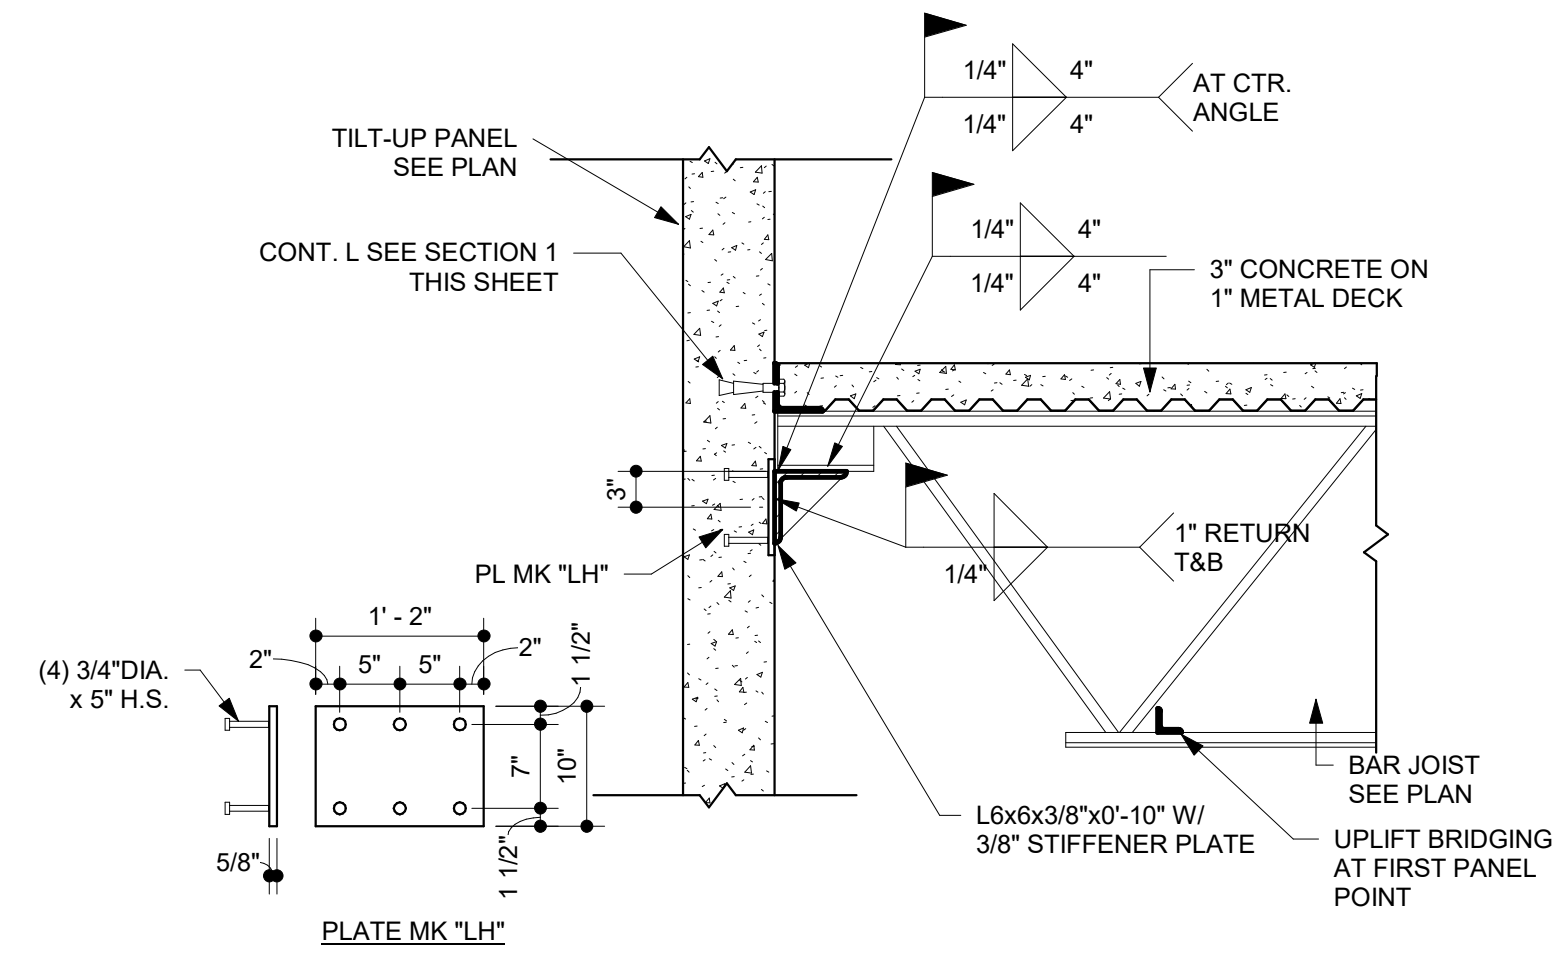 1/4"
4"
1/4"
4"
AT CTR.
ANGLE
TILT-UP PANEL
SEE PLAN
1/4"
4"
1/4"
4"
CONT. L SEE SECTION 1
THIS SHEET
3" CONCRETE ON
1" METAL DECK
3"
1/4"
1" RETURN
T&B
PL MK "LH"
1' - 2"
2"
5"
5"
2"
1 1/2"
(4) 3/4"DIA.
x 5" H.S.
7"
10"
1 1/2"
5/8"
PLATE MK "LH"
BAR JOIST
SEE PLAN
L6x6x3/8"x0'-10" W/
3/8" STIFFENER PLATE
UPLIFT BRIDGING
AT FIRST PANEL
POINT